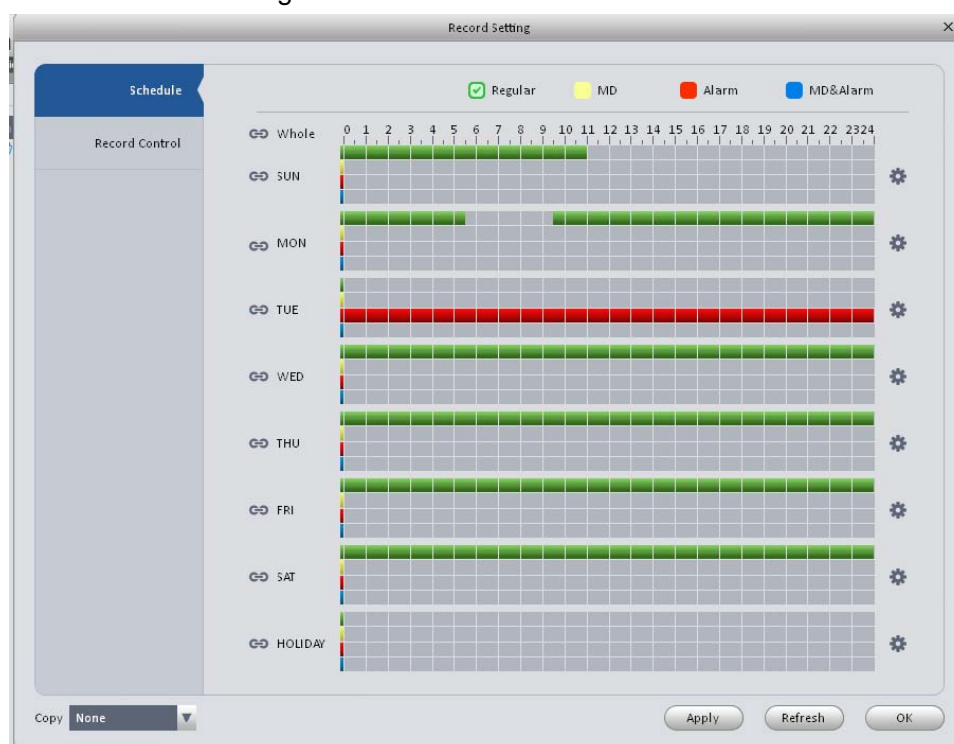 Record Setting
Schedule
Record Control
Regular MD Alarm MD&Alarm
Whole 0 1 2 3 4 5 6 7 8 9 10 11 12 13 14 15 16 17 18 19 20 21 22 23 24
SUN
MON
TUE
WED
THU
FRI
SAT
HOLIDAY
Copy None Apply Refresh OK